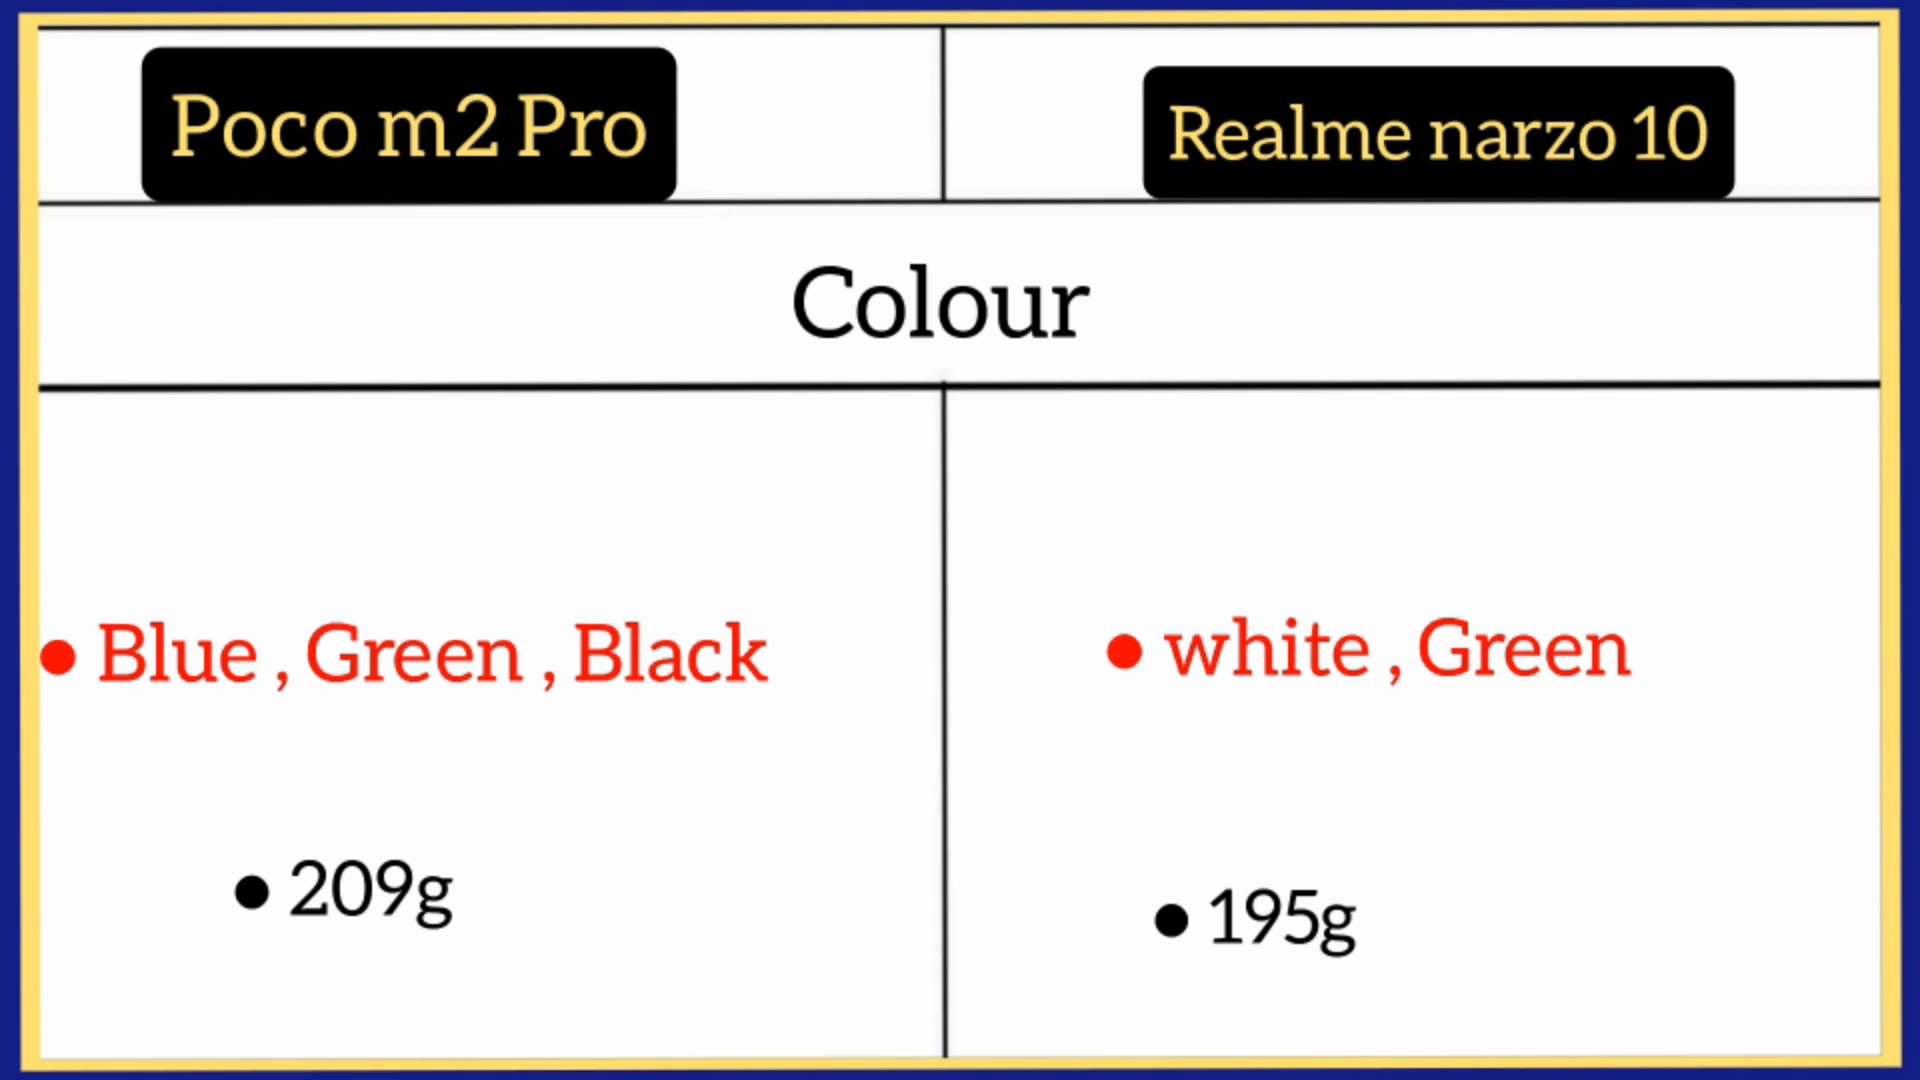 Poco m2 Pro
Realme narzo 10
Colour
• Blue , Green , Black
• white , Green
• 209g
• 195g